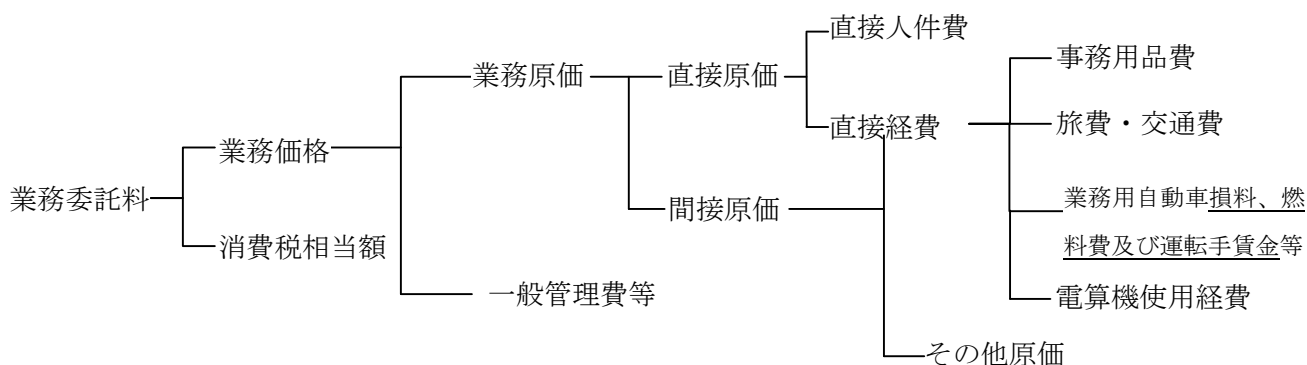 直接人件費
事務用品費
業務原価
直接原価
直接経費
旅費・交通費
業務価格
業務委託料
間接原価
業務用自動車損料、燃
料費及び運転手賃金等
消費税相当額
一般管理費等
電算機使用経費
その他原価